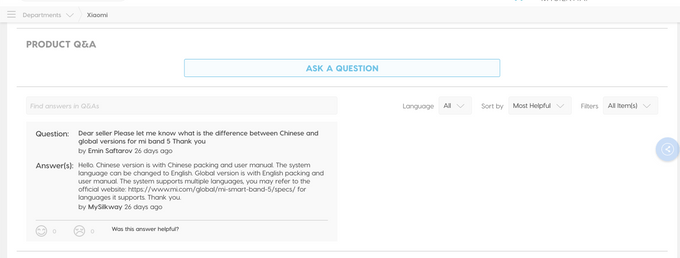 Departments Xiaomi
PRODUCT Q&A
ASK A QUESTION
Find answers in Q&As Language All Sort by Most Helpful Filters All Item(s)
Question: Dear seller Please let me know what is the difference between Chinese and
global versions for mi band 5 Thank you
by Emin Saftarov 26 days ago
Answer(s): Hello. Chinese version is with Chinese packing and user manual. The system
language can be changed to English. Global version is with English packing and
user manual. The system supports multiple languages, you may refer to the
official website: https://www.mi.com/global/mi-smart-band-5/specs/ for
languages it supports. Thank you.
by MySilkway 26 days ago
0 0 Was this answer helpful?